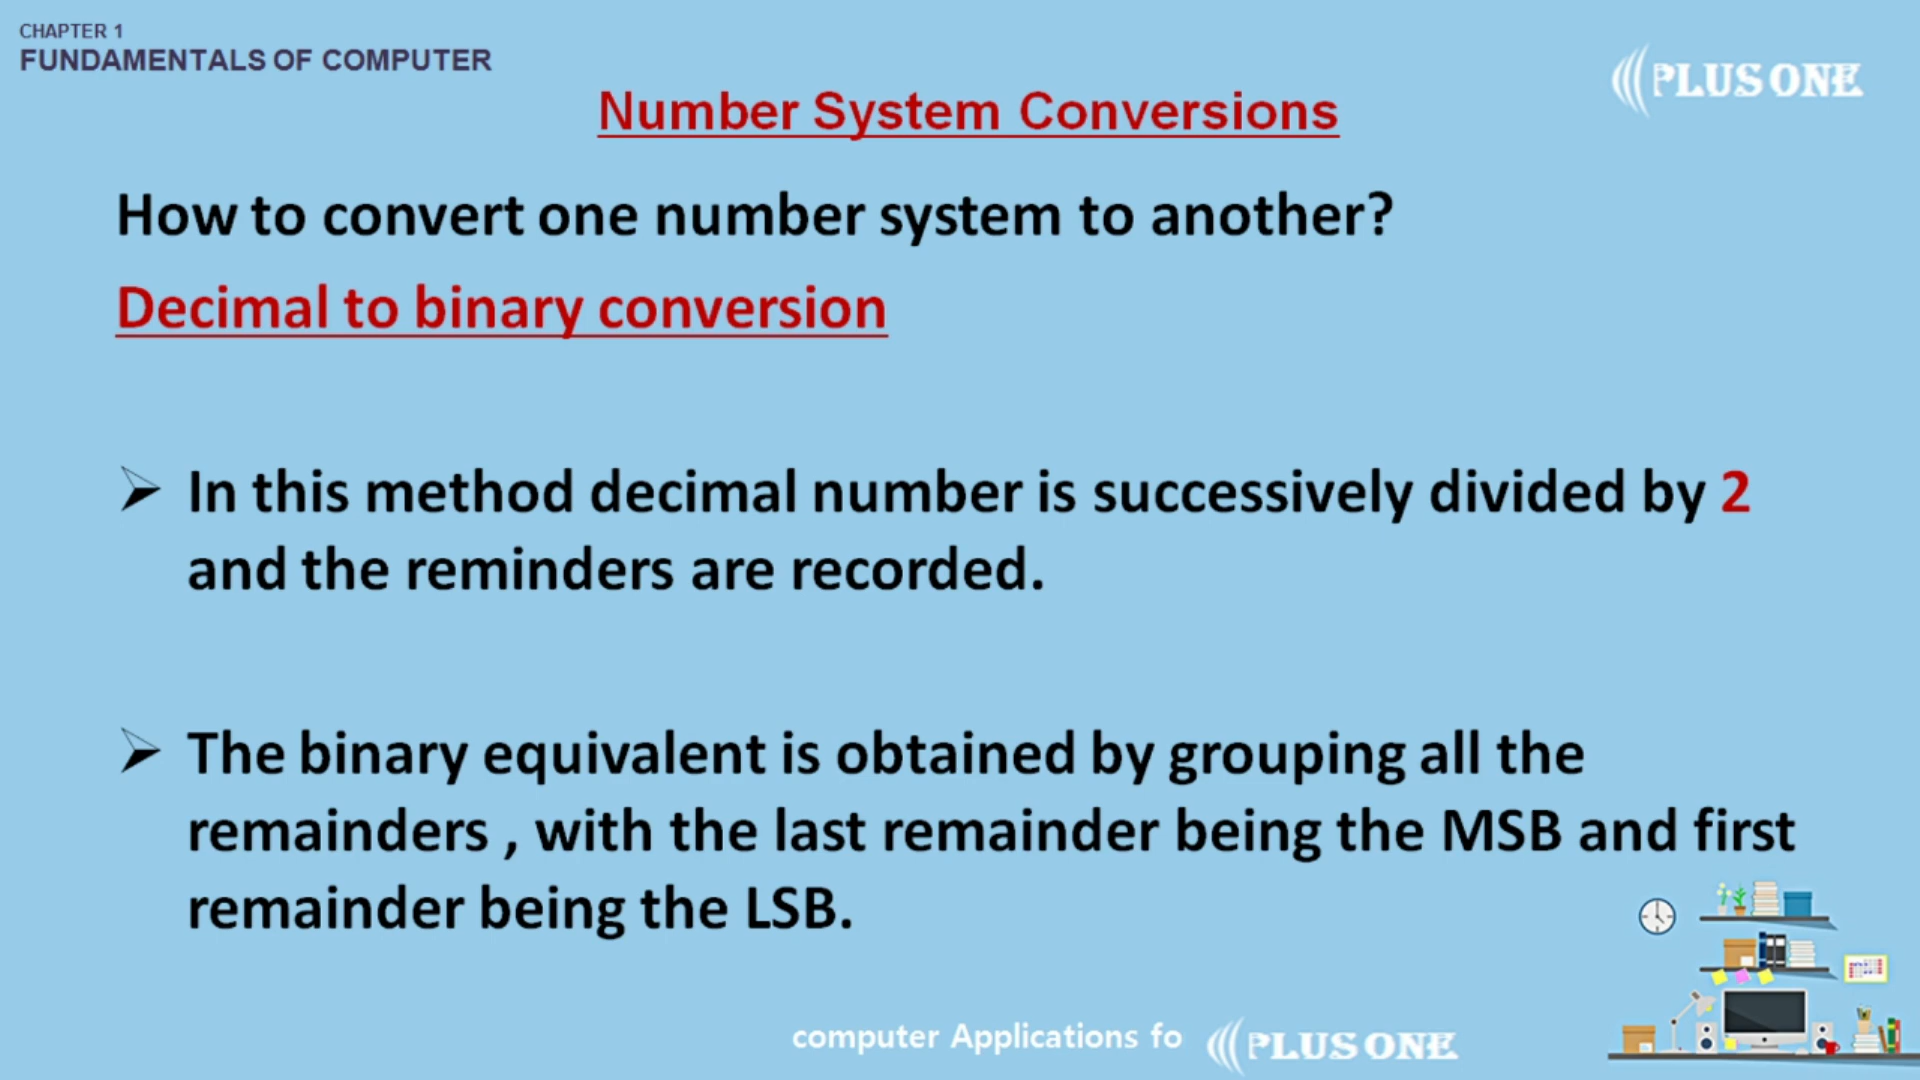 CHAPTER 1
FUNDAMENTALS OF COMPUTER
PLUS ONE
Number System Conversions
How to convert one number system to another?
Decimal to binary conversion
In this method decimal number is successively divided by 2
and the reminders are recorded.
The binary equivalent is obtained by grouping all the
remainders , with the last remainder being the MSB and first
remainder being the LSB.
computer Applications fo
PLUS ONE